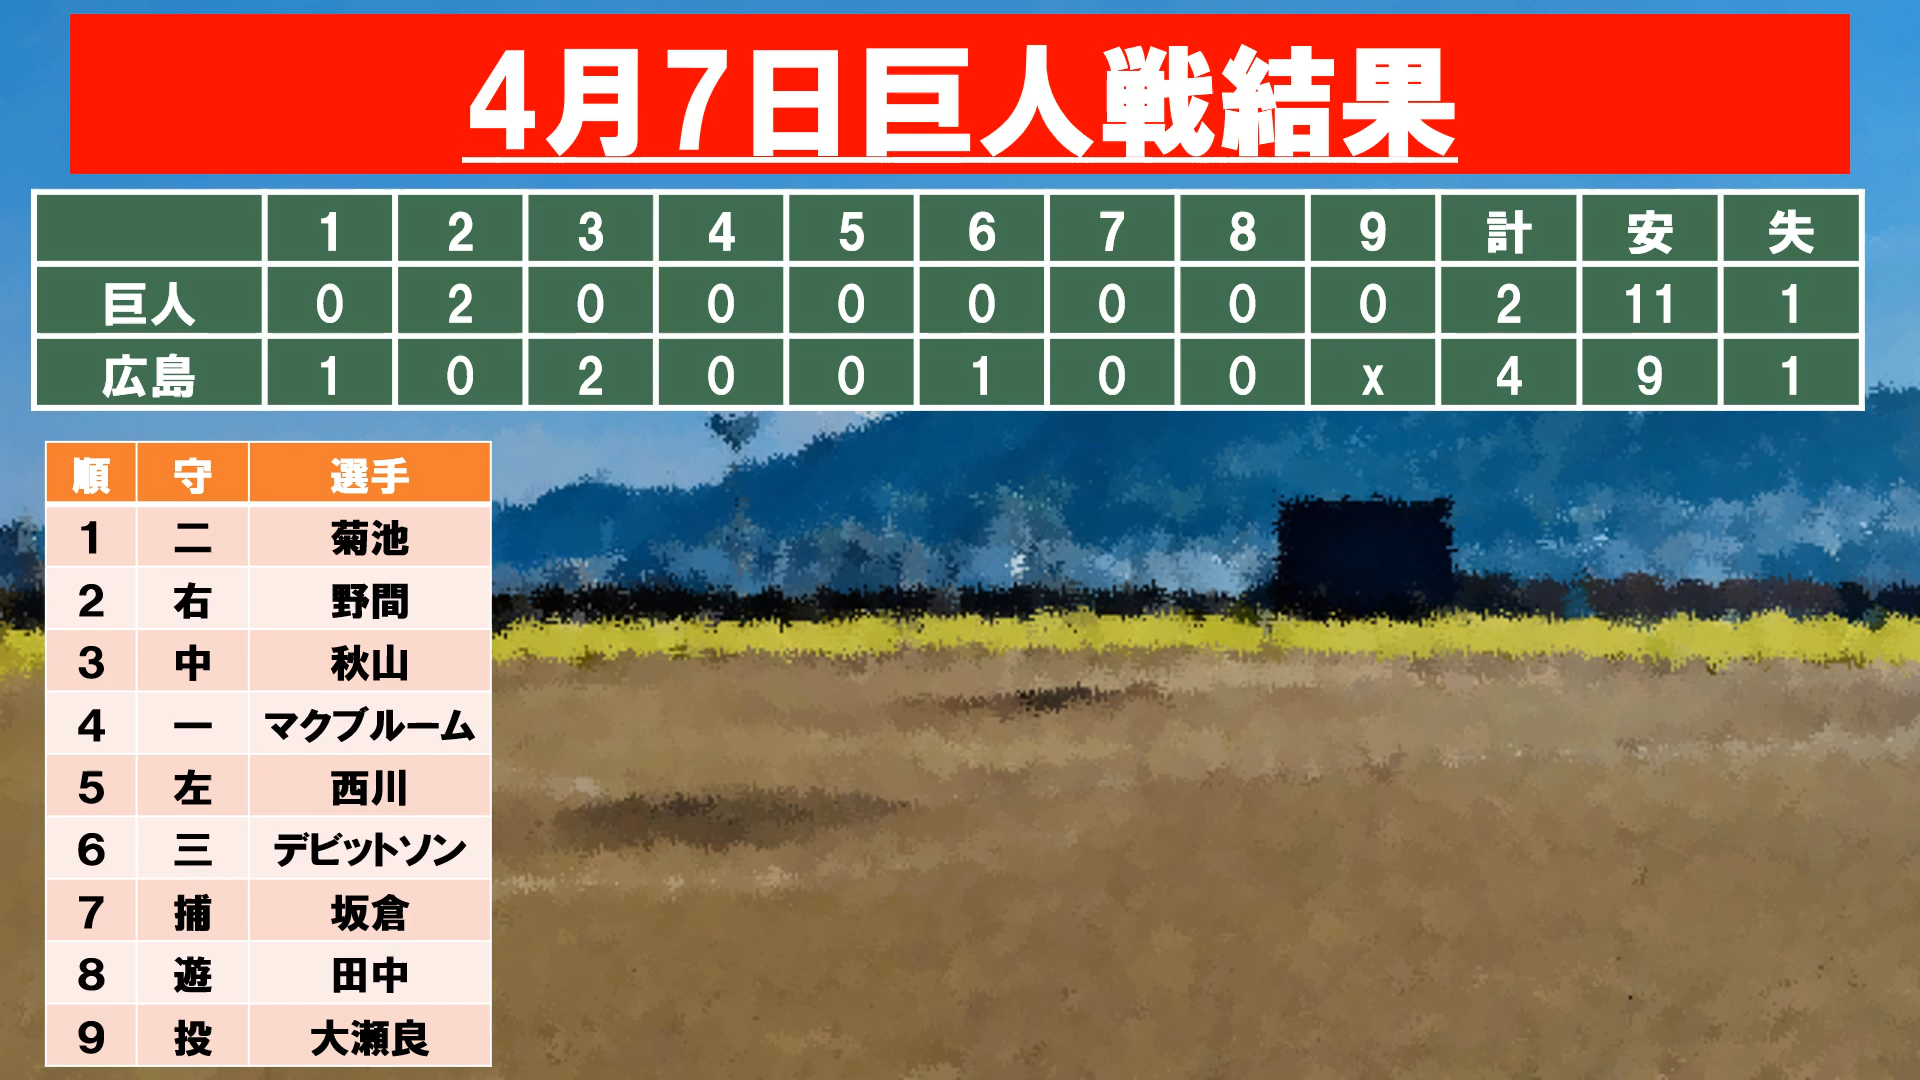 4月7日巨人戦結果
1 2 3 4 5 6 7 8 9 計 安 失
巨人 0 2 0 0 0 0 0 0 0 2 11 1
広島 1 0 2 0 0 1 0 0 x 4 9 1
順 守 選手
1 二 菊池
2 右 野間
3 中 秋山
4 一 マクブルーム
5 左 西川
6 三 デビットソン
7 捕 坂倉
8 遊 田中
9 投 大瀬良